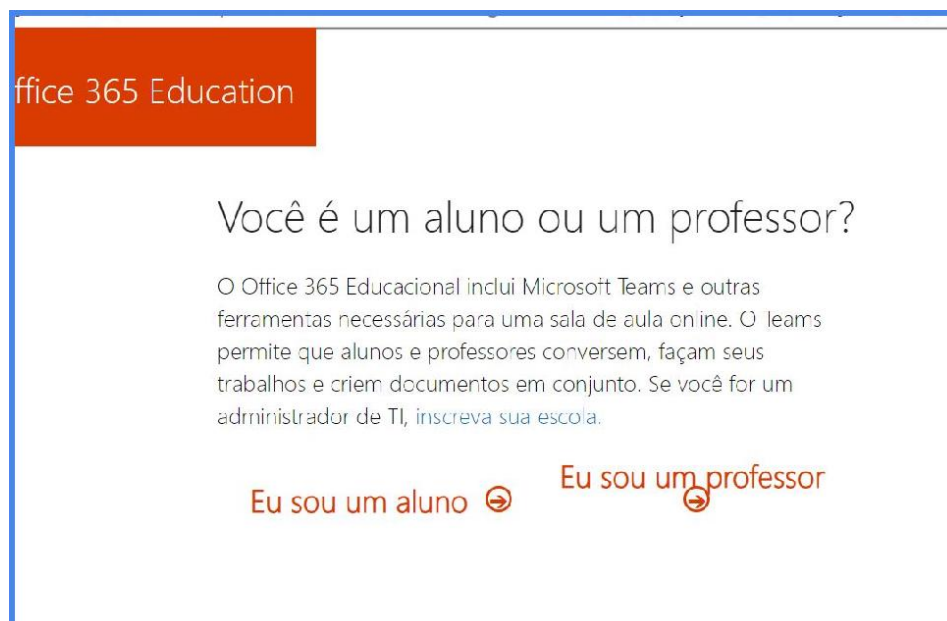 ffice 365 Education
Você é um aluno ou um professor?
O Office 365 Educacional inclui Microsoft Teams e outras
ferramentas necessárias para uma sala de aula online. O Teams
permite que alunos e professores conversem, façam seus
trabalhos e criem documentos em conjunto. Se você for um
administrador de TI, inscreva sua escola.
Eu sou um aluno
Eu sou um professor